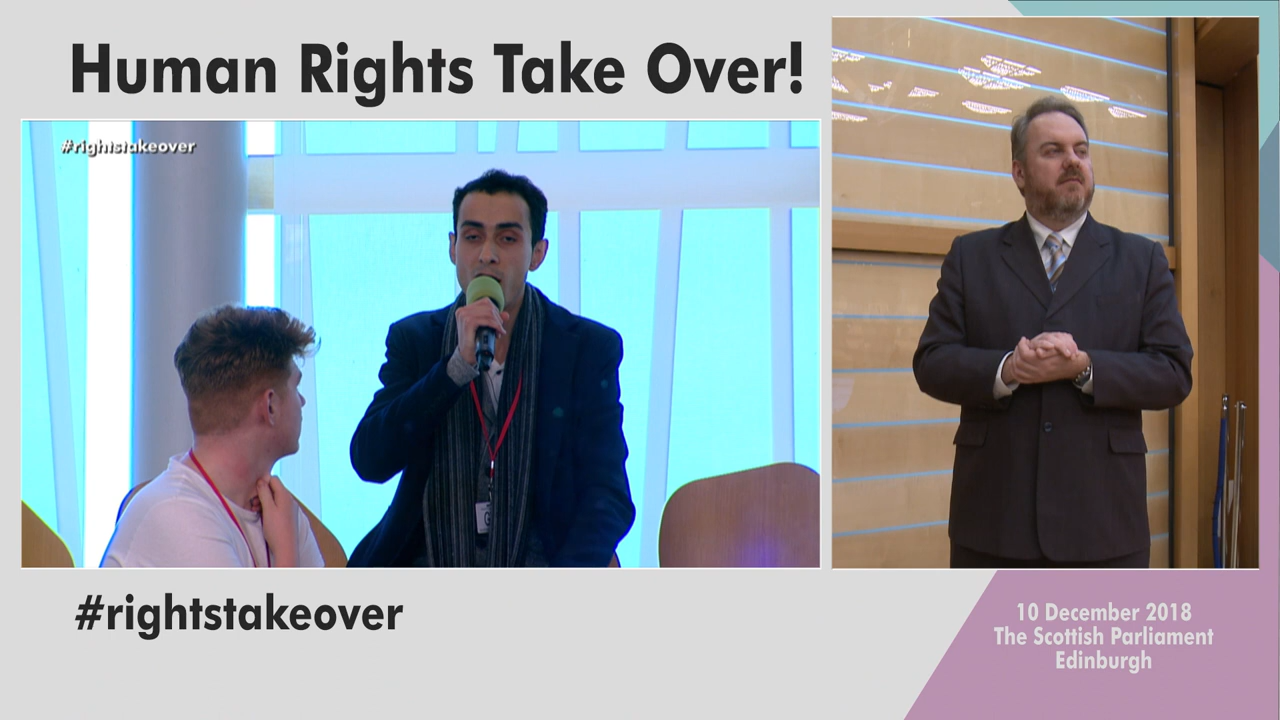 Human Rights Take Over!
#rightstakeover
#rightstakeover
10 December 2018
The Scottish Parliament
Edinburgh